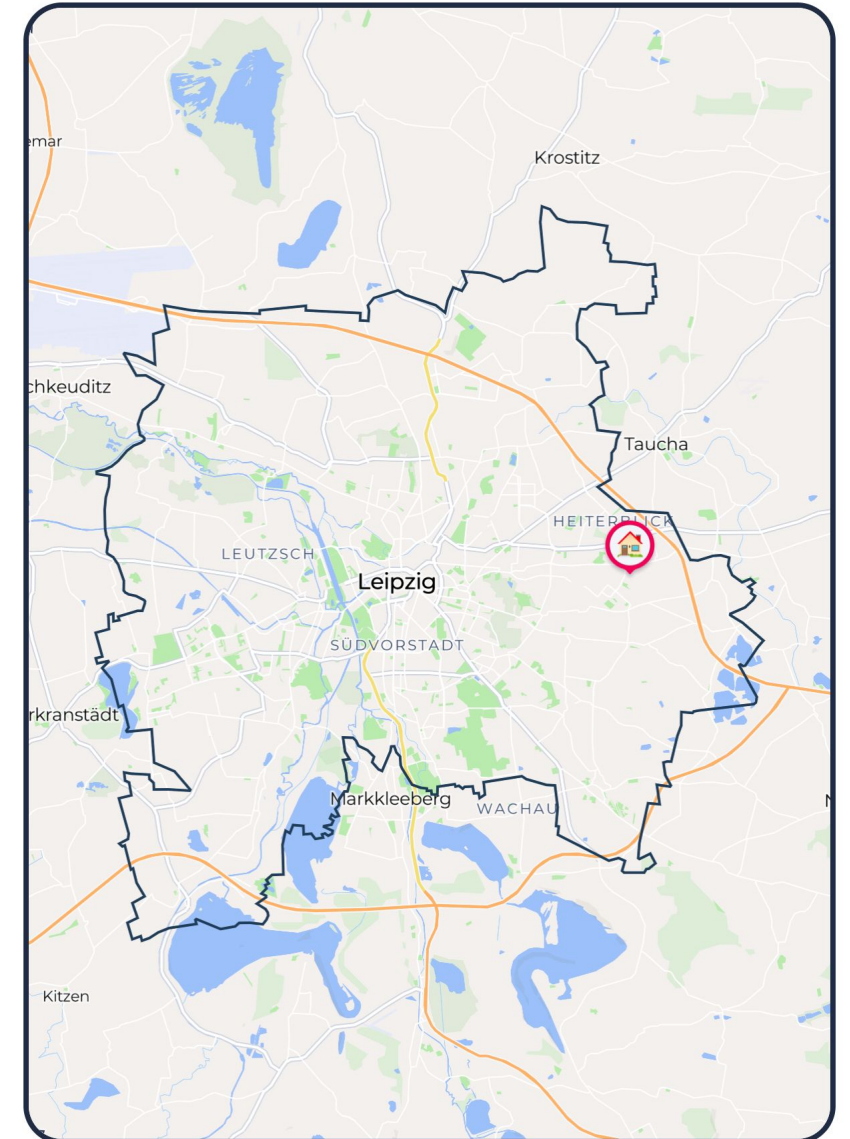 emar
Krostitz
chkeuditz
Taucha
HEITERBLICK
LEUTZSCH
Leipzig
SÜDVORSTADT
rkranstädt
Markkleeberg
WACHAU
Kitzen